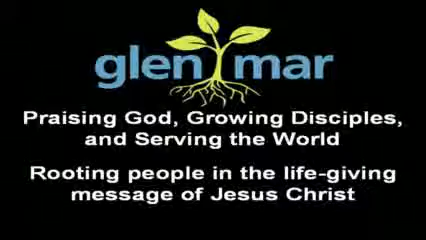 glen mar
Praising God, Growing Disciples,
and Serving the World
Rooting people in the life-giving
message of Jesus Christ